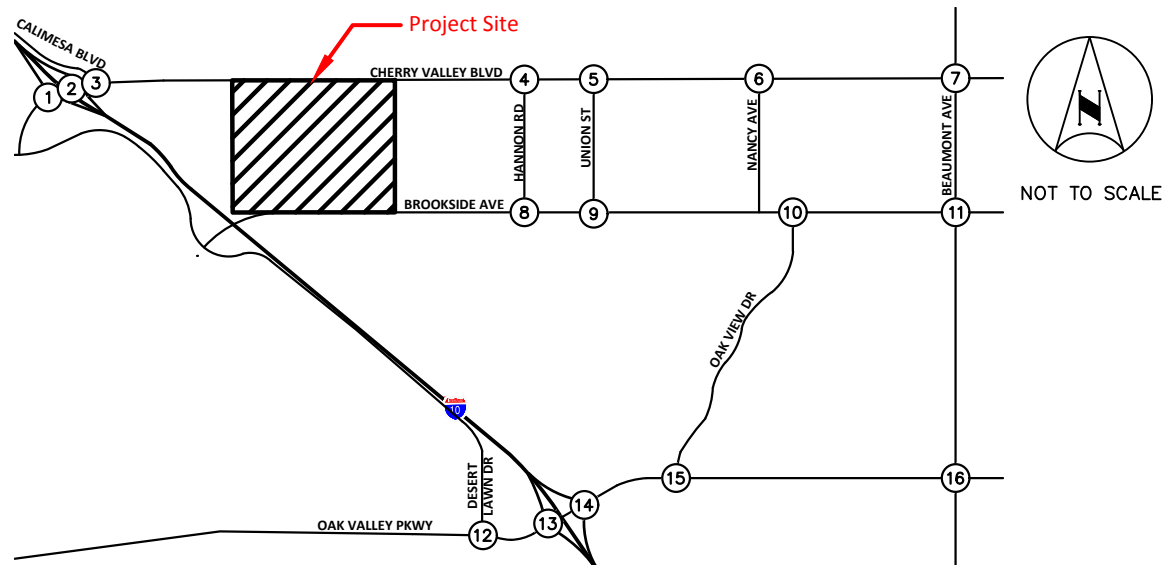 Project Site
CALIMESA BLVD
CHERRY VALLEY BLVD
1
2
3
4
5
6
7
HANNON RD
UNION ST
NANCY AVE
BEAUMONT AVE
N
NOT TO SCALE
BROOKSIDE AVE
8
9
10
11
OAK VIEW DR
10
DESERT
LAWN DR
15
16
14
13
OAK VALLEY PKWY
12